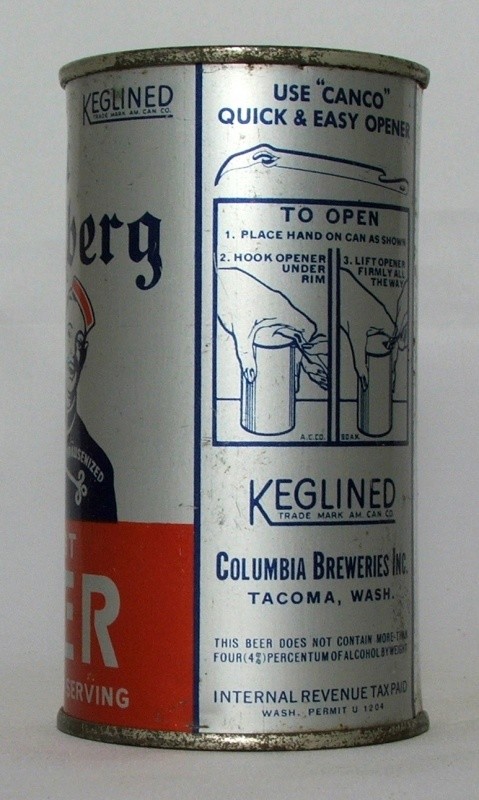 KEGLINED
TRADE MARK AM. CAN CO.
berg
USENIZED
T
ER
SERVING
USE "CANCO"
QUICK & EASY OPENER
TO OPEN
1. PLACE HAND ON CAN AS SHOWN
2. HOOK OPENER
UNDER
RIM
3. LIFT OPENER
FIRMLY ALL
THE WAY
A.C.CO.
50 A X.
KEGLINED
TRADE MARK AM. CAN CO.
COLUMBIA BREWERIES INC.
TACOMA, WASH.
THIS BEER DOES NOT CONTAIN MORE THAN
FOUR (4%) PERCENTUM OF ALCOHOL BY WEIGHT
INTERNAL REVENUE TAX PAID
WASH. PERMIT U 1204